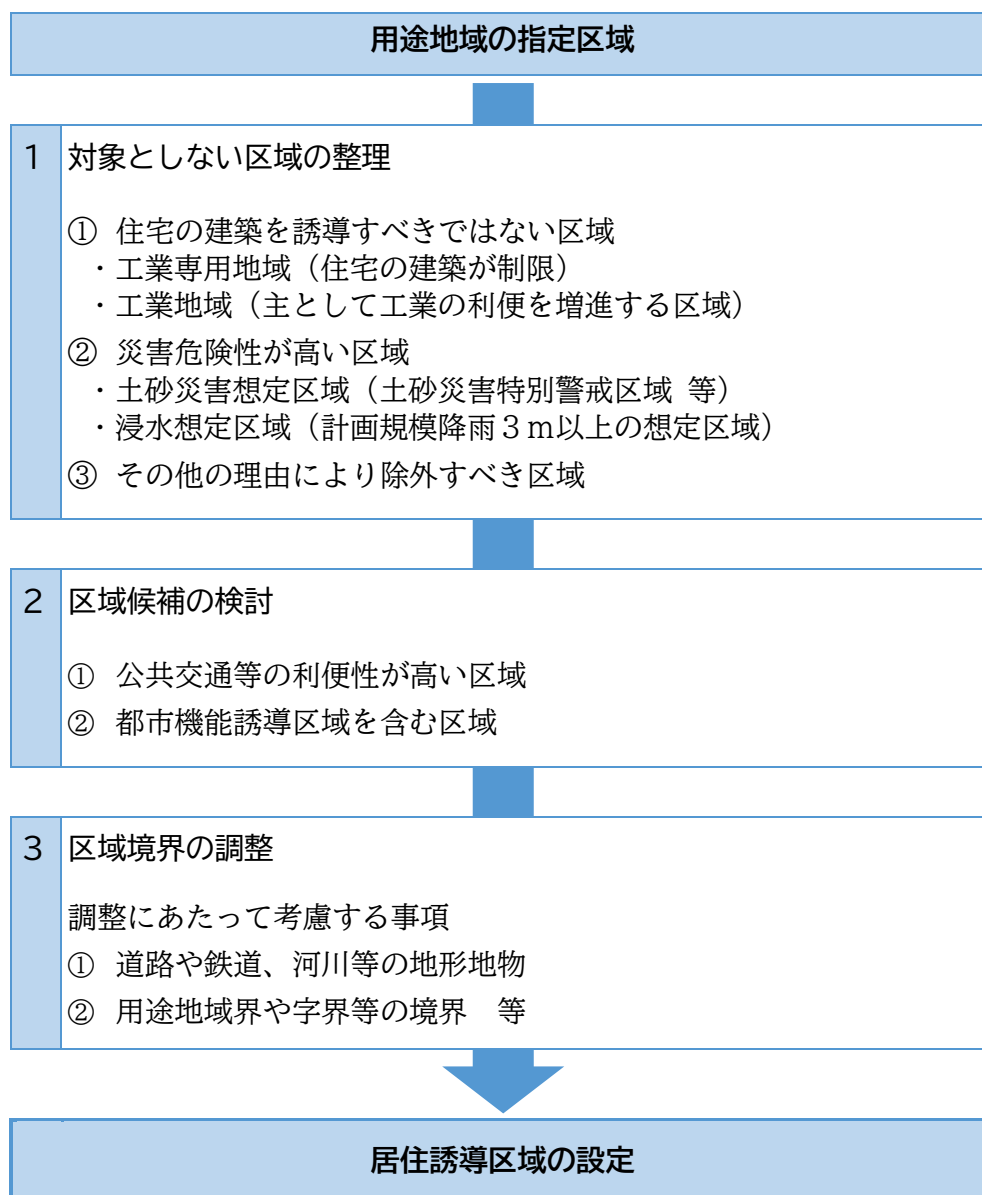 用途地域の指定区域
1 対象としない区域の整理
① 住宅の建築を誘導すべきではない区域
・工業専用地域（住宅の建築が制限）
・工業地域（主として工業の利便を増進する区域）
② 災害危険性が高い区域
・土砂災害想定区域（土砂災害特別警戒区域 等）
・浸水想定区域（計画規模降雨３ｍ以上の想定区域）
③ その他の理由により除外すべき区域
2 区域候補の検討
① 公共交通等の利便性が高い区域
② 都市機能誘導区域を含む区域
3 区域境界の調整
調整にあたって考慮する事項
① 道路や鉄道、河川等の地形地物
② 用途地域界や字界等の境界　等
居住誘導区域の設定